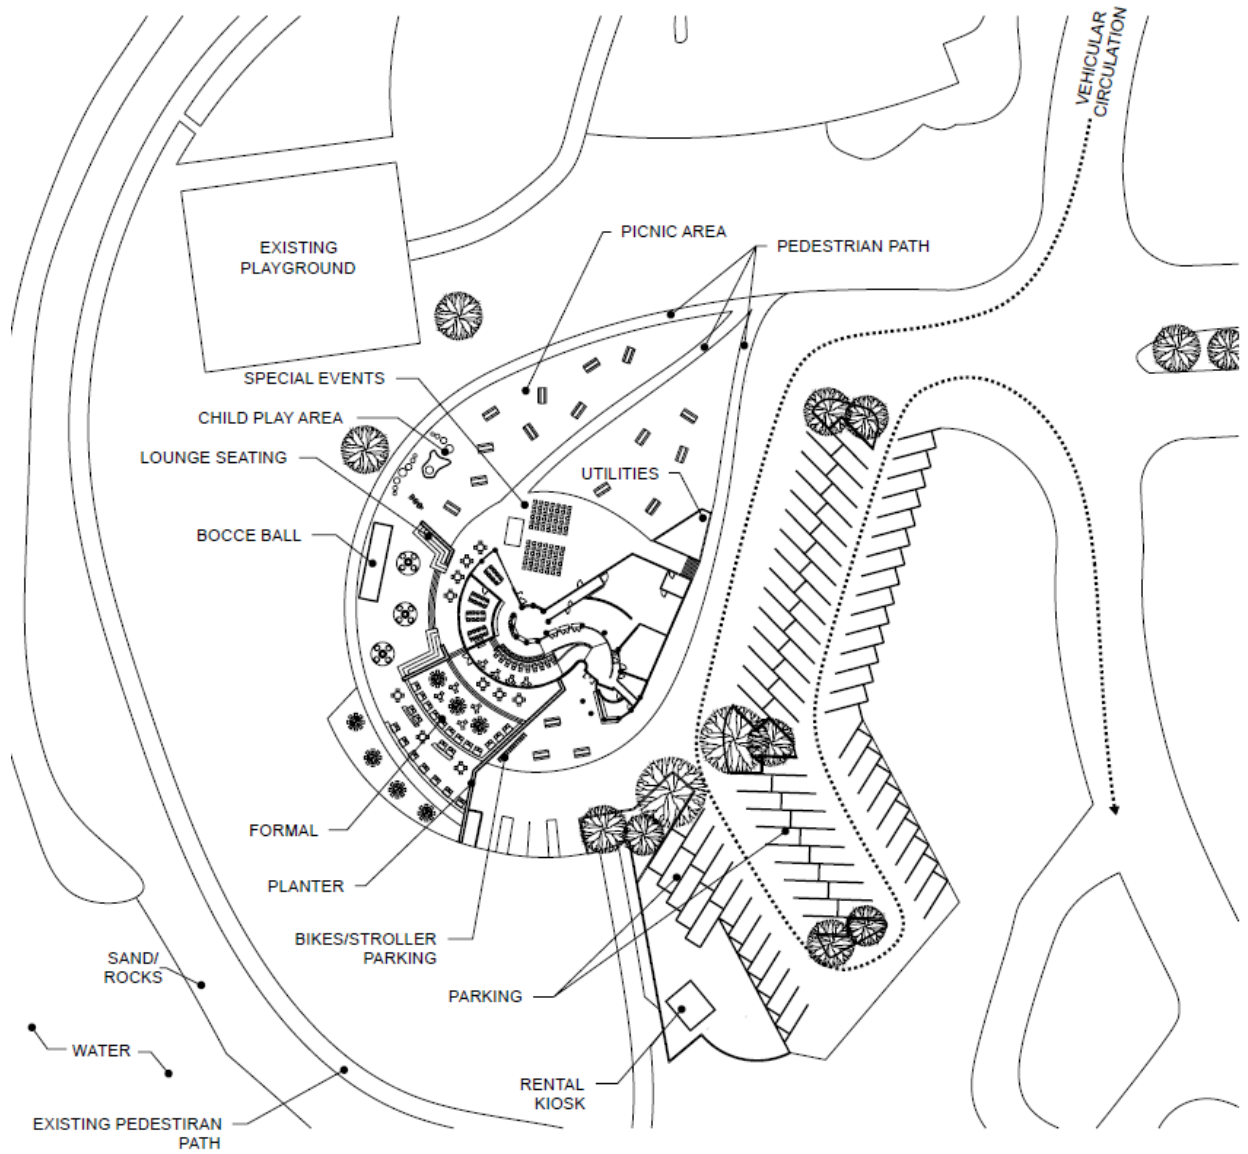 VEHICULAR
CIRCULATION
PICNIC AREA
PEDESTRIAN PATH
EXISTING
PLAYGROUND
SPECIAL EVENTS
CHILD PLAY AREA
LOUNGE SEATING
UTILITIES
BOCCE BALL
FORMAL
PLANTER
BIKES/STROLLER
PARKING
SAND/
ROCKS
PARKING
WATER
RENTAL
KIOSK
EXISTING PEDESTIRAN
PATH